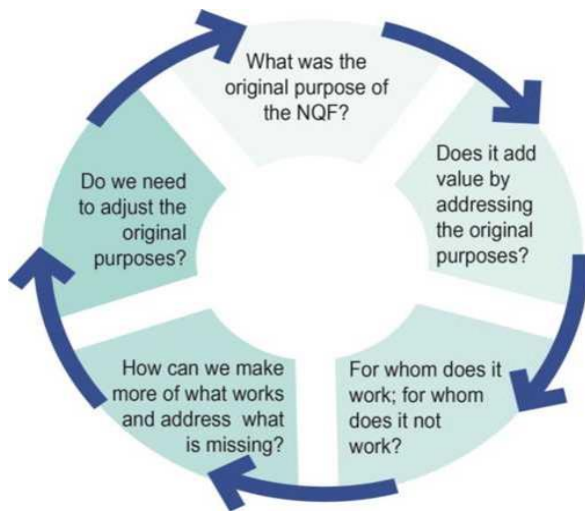 What was the
original purpose of
the NQF?
Does it add
value by
addressing
the original
purposes?
For whom does it
work; for whom
does it not
work?
How can we make
more of what works
and address what
is missing?
Do we need
to adjust the
original
purposes?